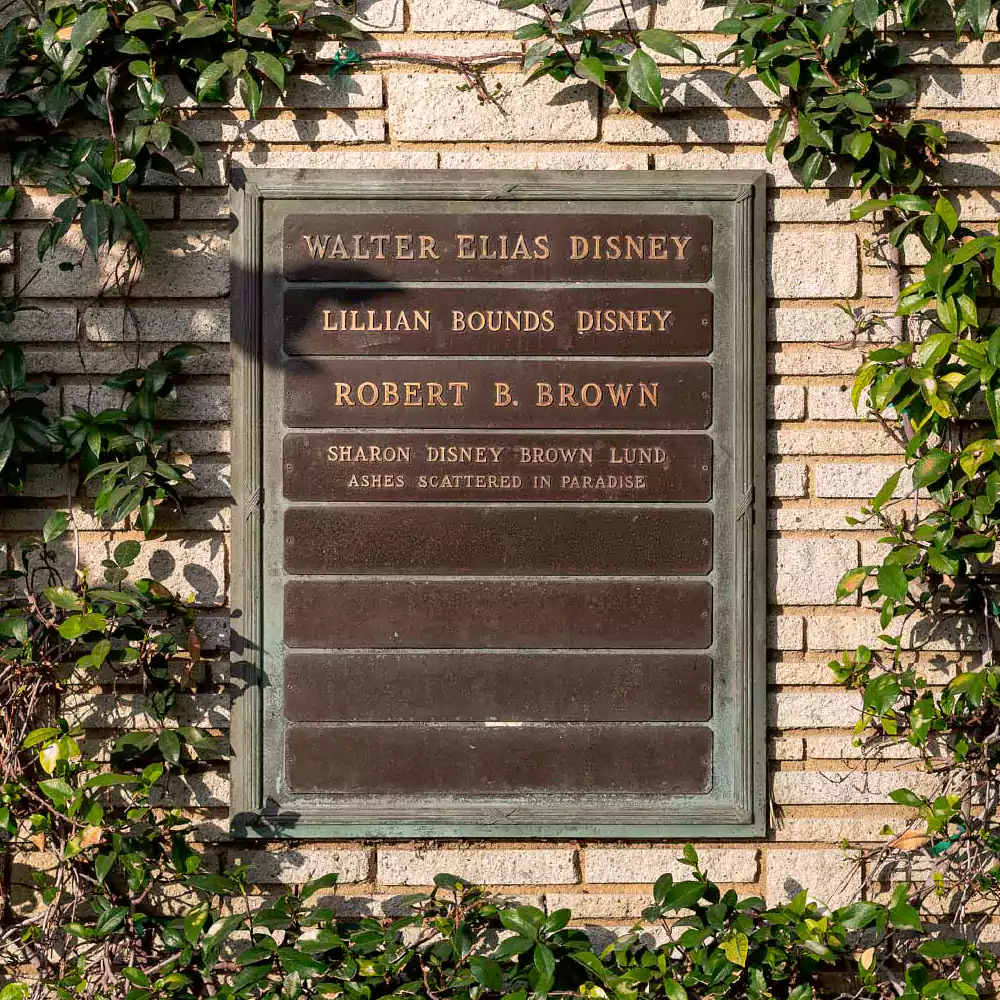 WALTER ELIAS DISNEY
LILLIAN BOUNDS DISNEY
ROBERT B. BROWN
SHARON DISNEY BROWN LUND
ASHES SCATTERED IN PARADISE